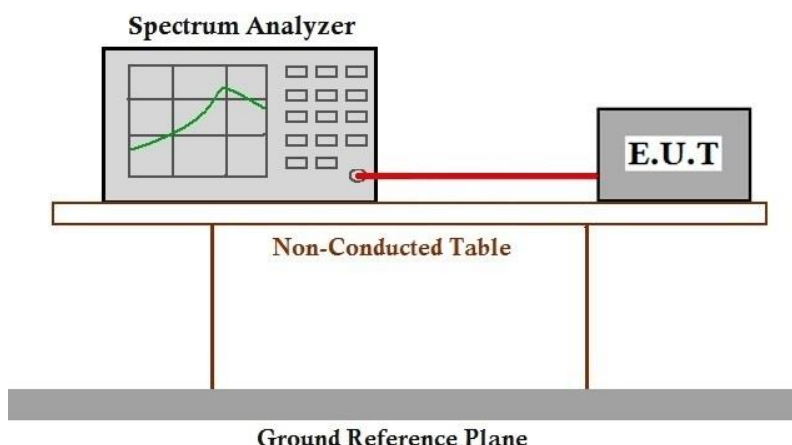 Spectrum Analyzer
E.U.T
Non-Conducted Table
Ground Reference Plane